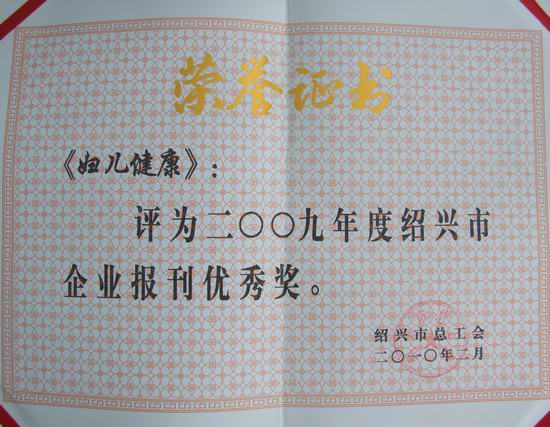 荣誉证书
《妇儿健康》：
评为二〇〇九年度绍兴市
企业报刊优秀奖。
绍兴市总工会
二〇一〇年二月